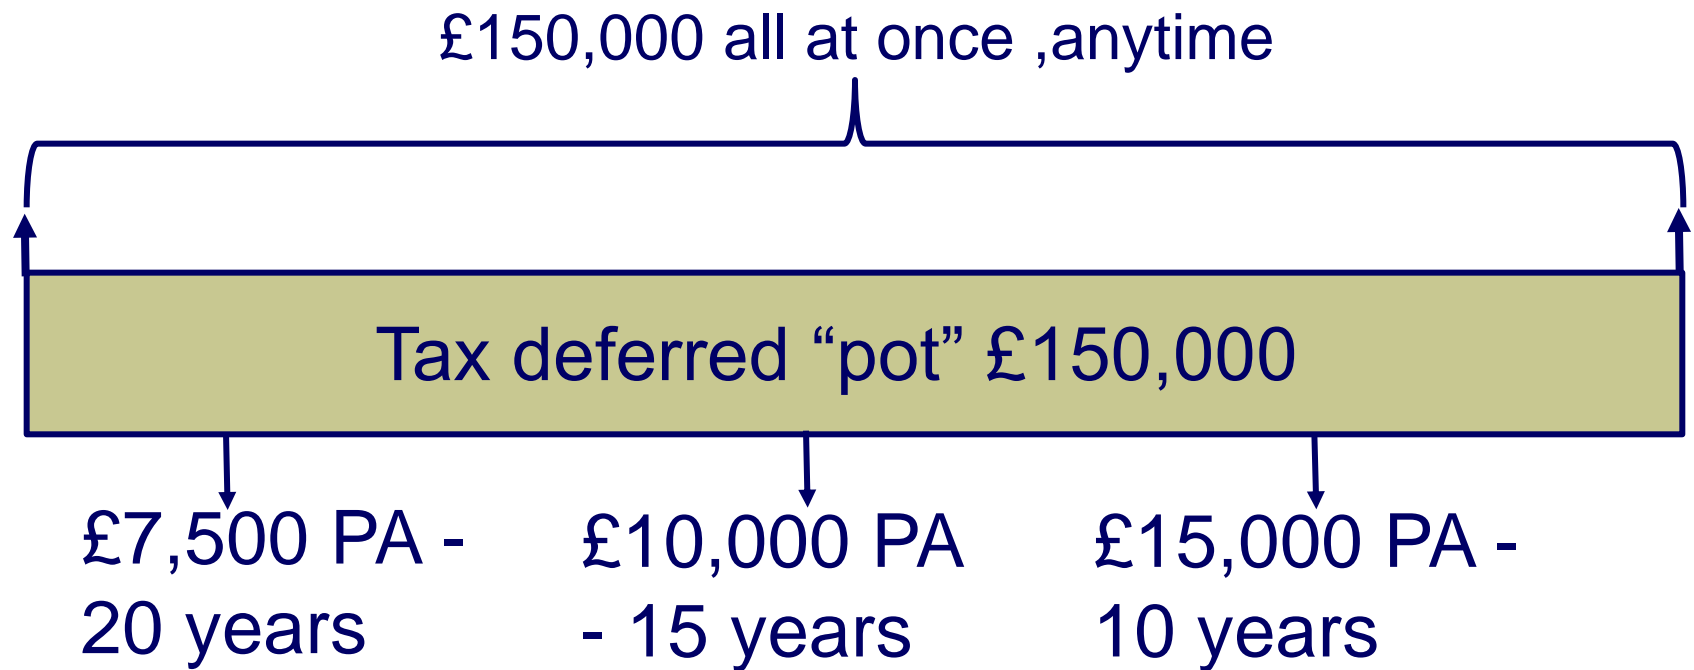 £150,000 all at once ,anytime
Tax deferred “pot” £150,000
£7,500 PA -
20 years
£10,000 PA
- 15 years
£15,000 PA -
10 years